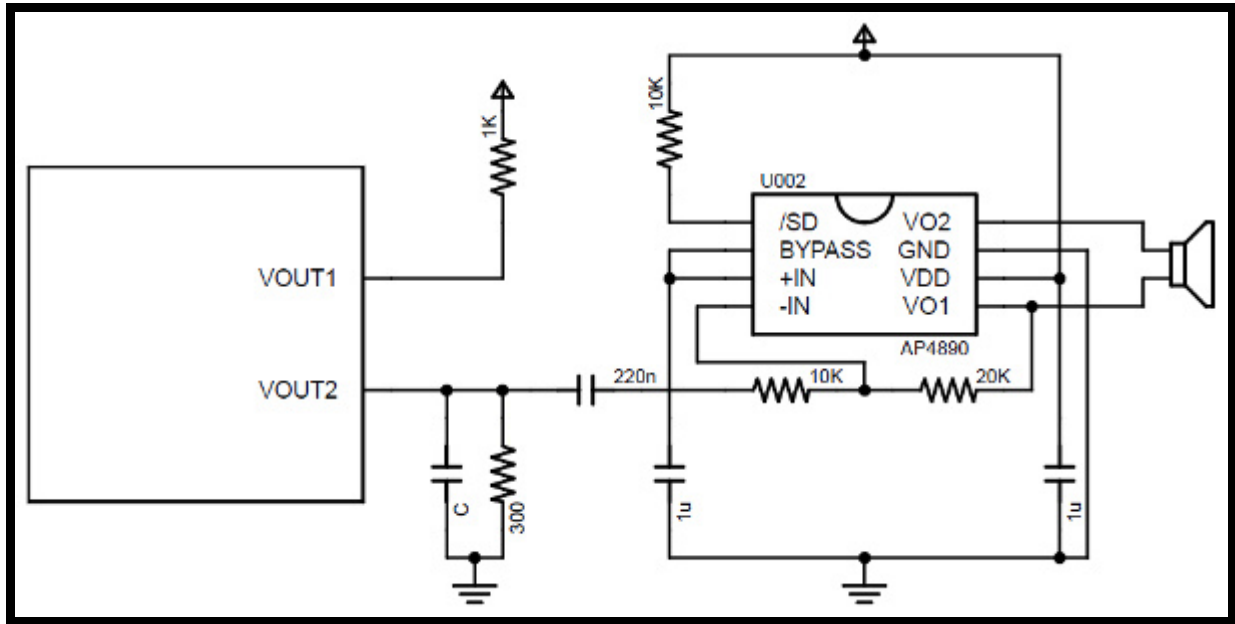 10K
1K
U002
/SD
VO2
BYPASS
GND
VOUT1
+IN
VDD
-IN
VO1
AP4890
VOUT2
220n
10K
20K
C
300
1u
1u